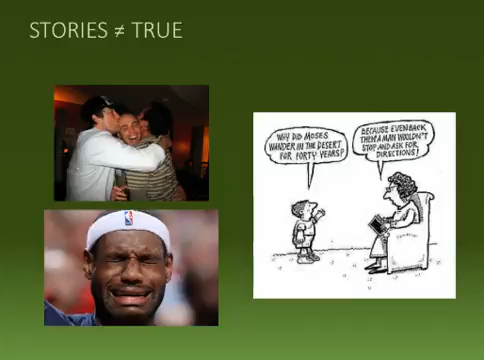 STORIES ≠ TRUE
WHY DID MOSES
WANDER IN THE DESERT
FOR FORTY YEARS?
BECAUSE EVEN BACK
THEN A MAN WOULDN'T
STOP AND ASK FOR
DIRECTIONS!